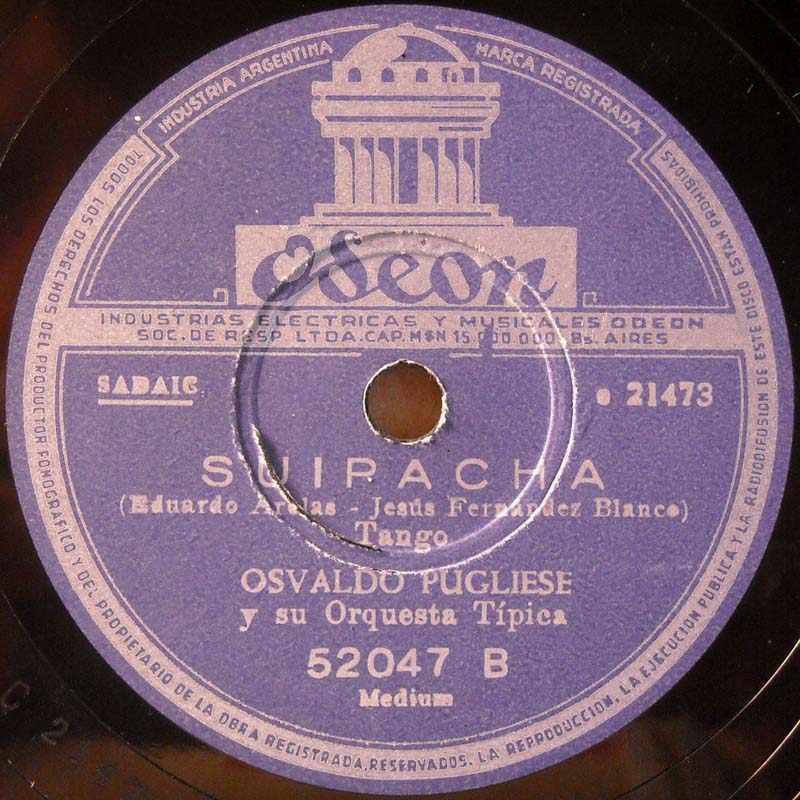 INDUSTRIA ARGENTINA
MARCA REGISTRADA
Odeon
INDUSTRIAS ELECTRICAS Y MUSICALES ODEON
SOC. DE RESP. LTDA. CAP. M$N 15.000.000 - Bs. AIRES
SADAIC
e 21473
SUIPACHA
(Eduardo Arolas - Jesús Fernández Blanco)
Tango
OSVALDO PUGLIESE
y su Orquesta Típica
52047 B
Medium
TODOS LOS DERECHOS DEL PRODUCTOR FONOGRAFICO Y DEL PROPIETARIO DE LA OBRA REGISTRADA, RESERVADOS. LA REPRODUCCION, LA EJECUCION PUBLICA Y LA RADIODIFUSION DE ESTE DISCO ESTAN PROHIBIDAS